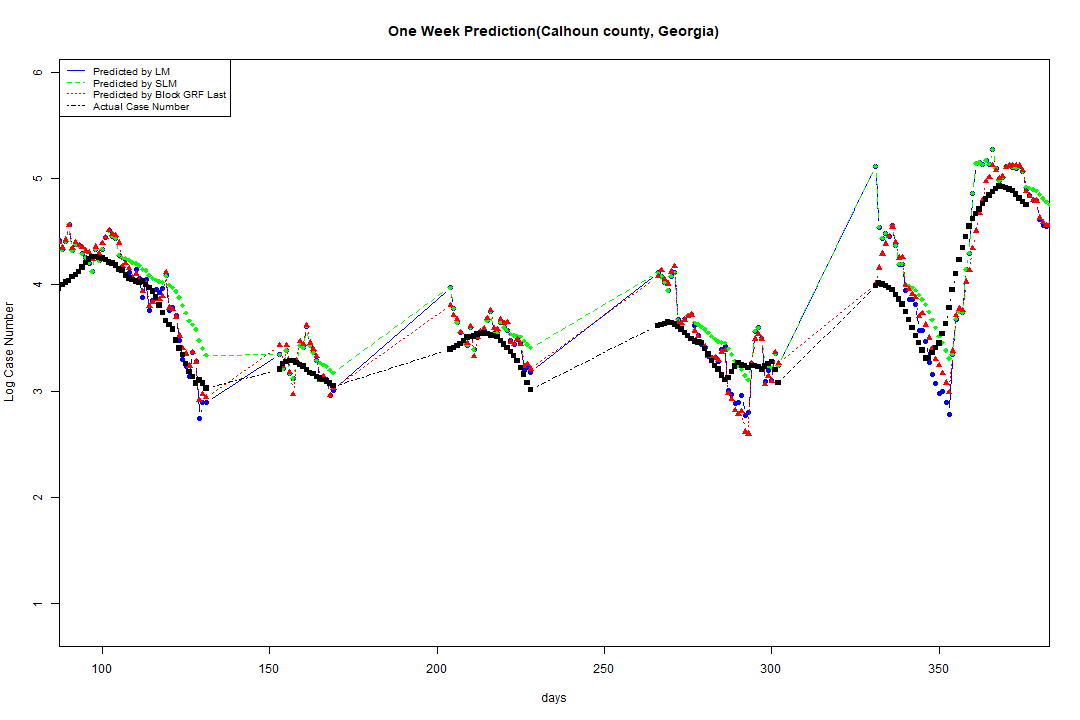 One Week Prediction(Calhoun county, Georgia)
Predicted by LM
Predicted by SLM
Predicted by Block GRF Last
Actual Case Number
6
5
4
3
2
1
Log Case Number
100 150 200 250 300 350
days